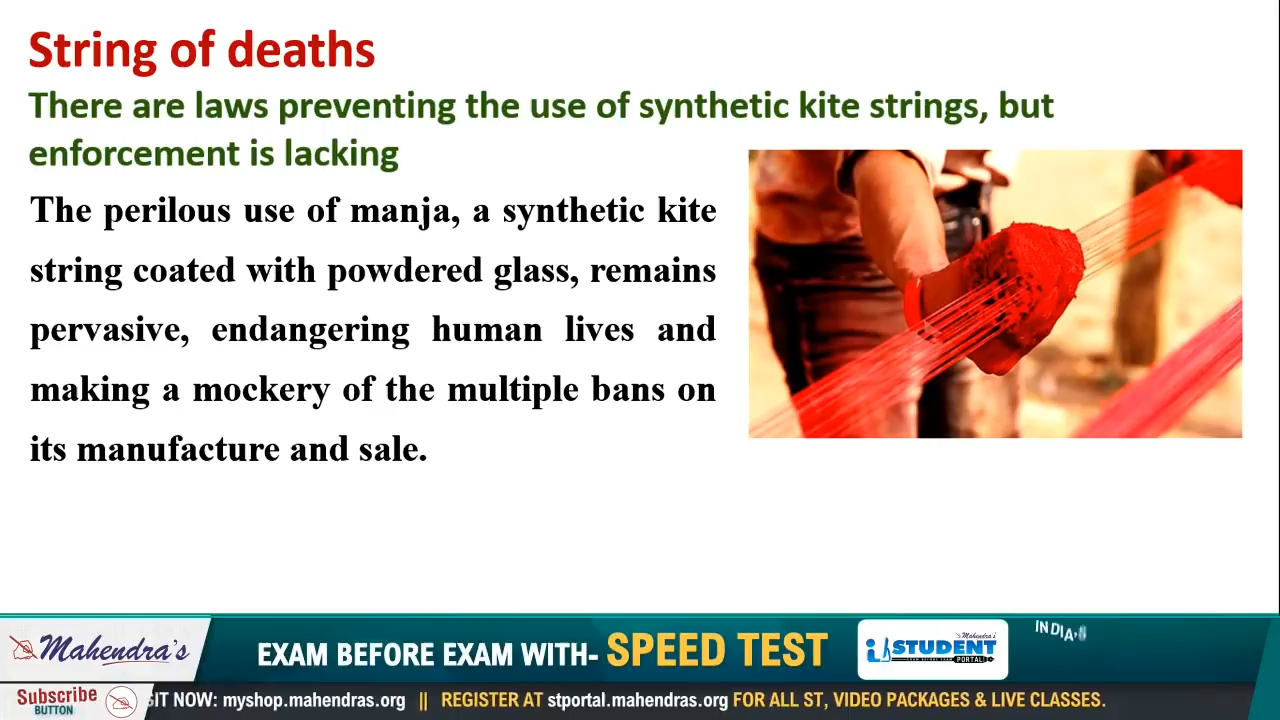 String of deaths
There are laws preventing the use of synthetic kite strings, but
enforcement is lacking
The perilous use of manja, a synthetic kite
string coated with powdered glass, remains
pervasive, endangering human lives and
making a mockery of the multiple bans on
its manufacture and sale.
Mahendra's
EXAM BEFORE EXAM WITH- SPEED TEST
Mahendra's
STUDENT
PORTAL
INDIA'S
Subscribe
BUTTON
SIT NOW: myshop.mahendras.org || REGISTER AT stportal.mahendras.org FOR ALL ST, VIDEO PACKAGES & LIVE CLASSES.